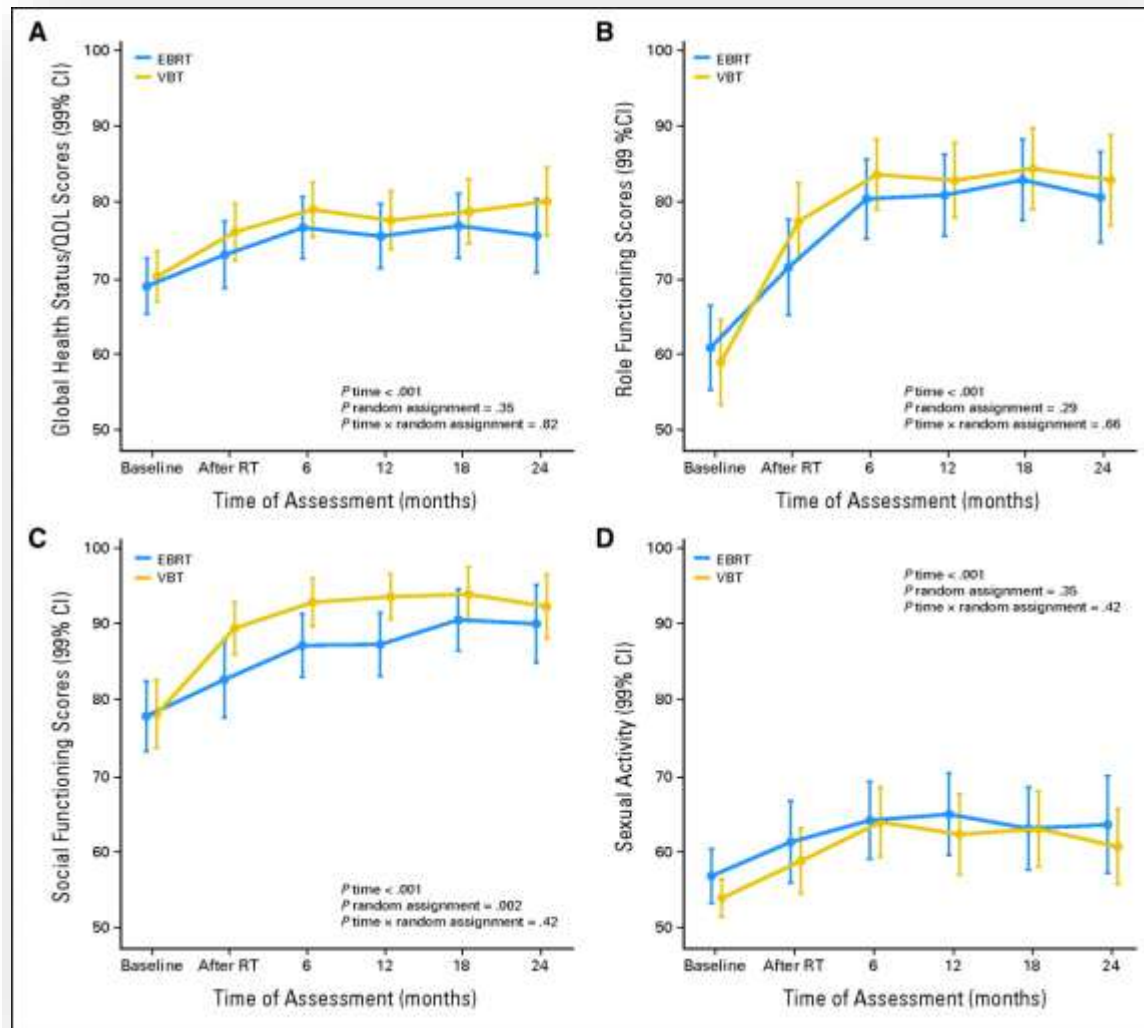 A
EBRT
VBT
100
90
80
70
60
50
Global Health Status/QOL Scores (99% CI)
P time < .001
P random assignment = .35
P time × random assignment = .82
Baseline After RT 6 12 18 24
Time of Assessment (months)
B
EBRT
VBT
100
90
80
70
60
50
Role Functioning Scores (99 %CI)
P time < .001
P random assignment = .29
P time × random assignment = .66
Baseline After RT 6 12 18 24
Time of Assessment (months)
C
EBRT
VBT
100
90
80
70
60
50
Social Functioning Scores (99% CI)
P time < .001
P random assignment = .002
P time × random assignment = .42
Baseline After RT 6 12 18 24
Time of Assessment (months)
D
EBRT
VBT
100
90
80
70
60
50
Sexual Activity (99% CI)
P time < .001
P random assignment = .35
P time × random assignment = .42
Baseline After RT 6 12 18 24
Time of Assessment (months)